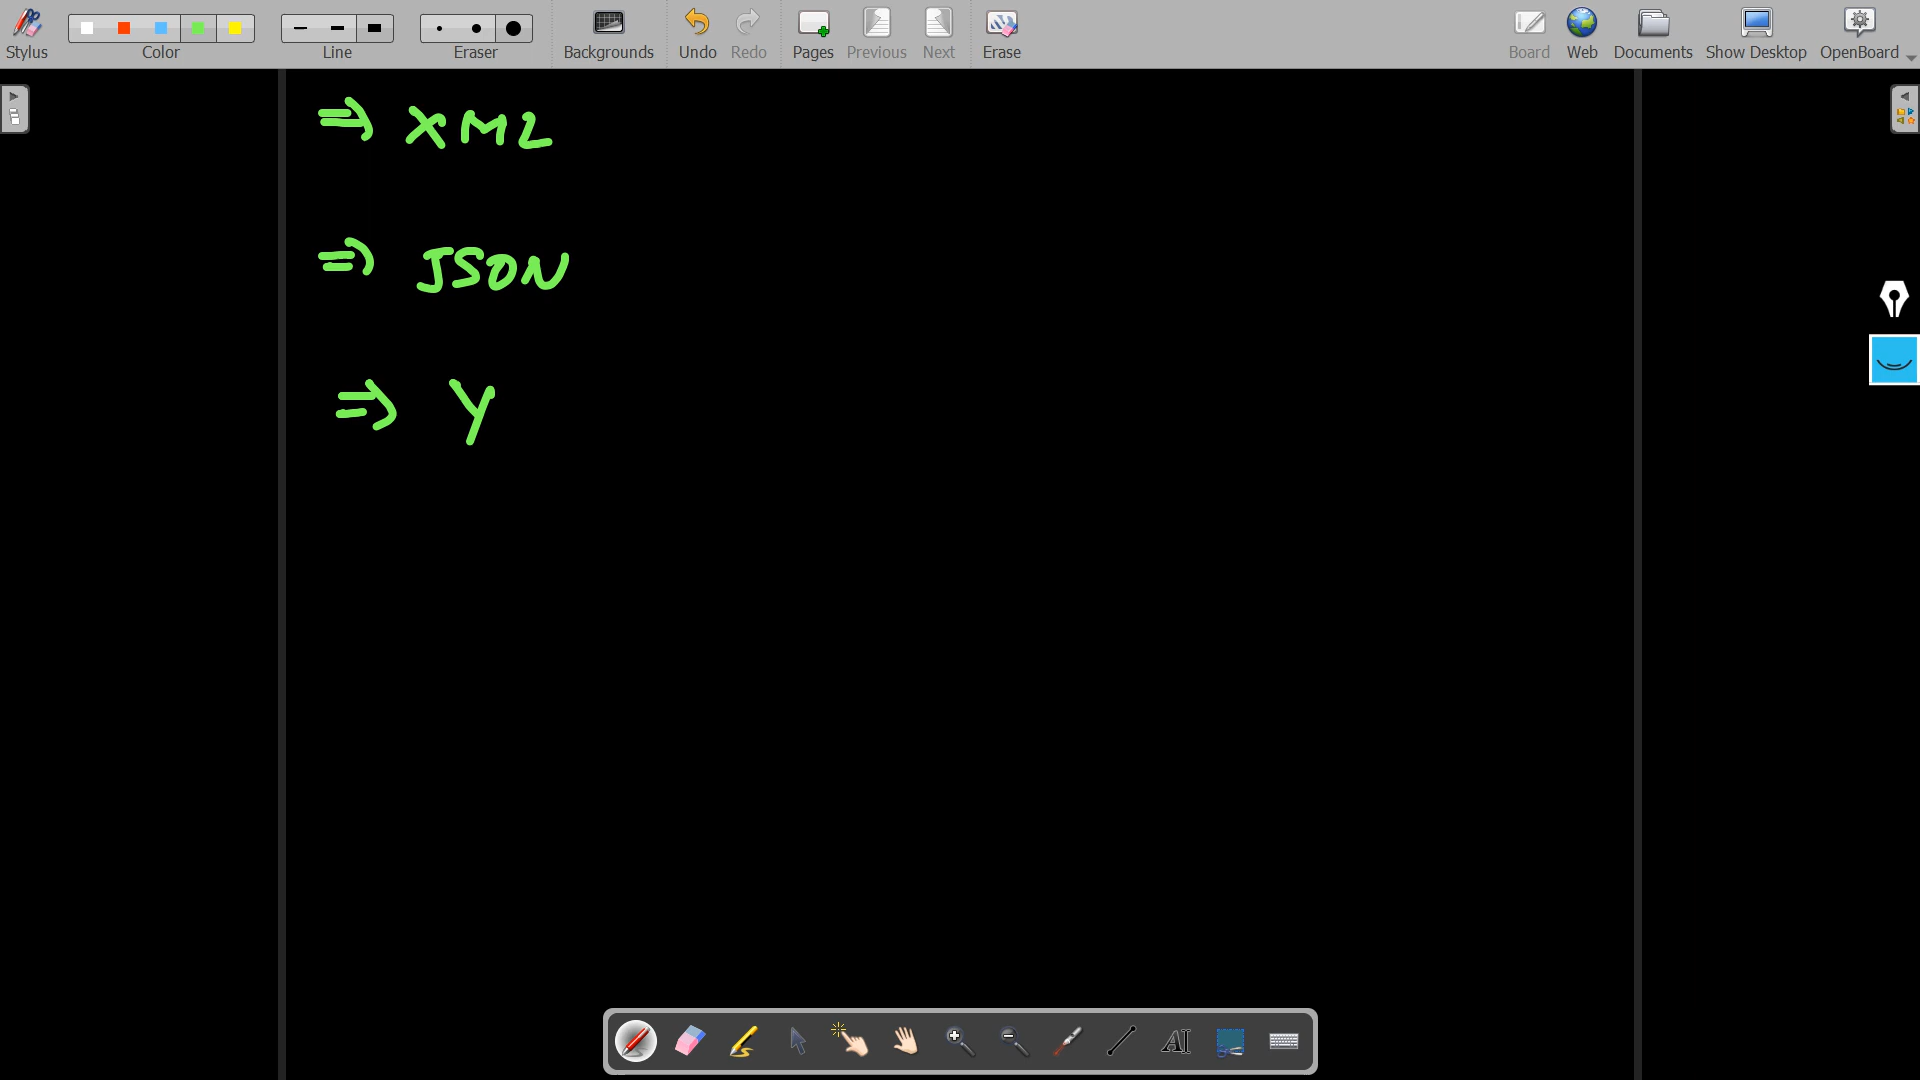 Stylus Color Line Eraser Backgrounds Undo Redo Pages Previous Next Erase Board Web Documents Show Desktop OpenBoard
⇒ XML
⇒ JSON
⇒ Y
AI